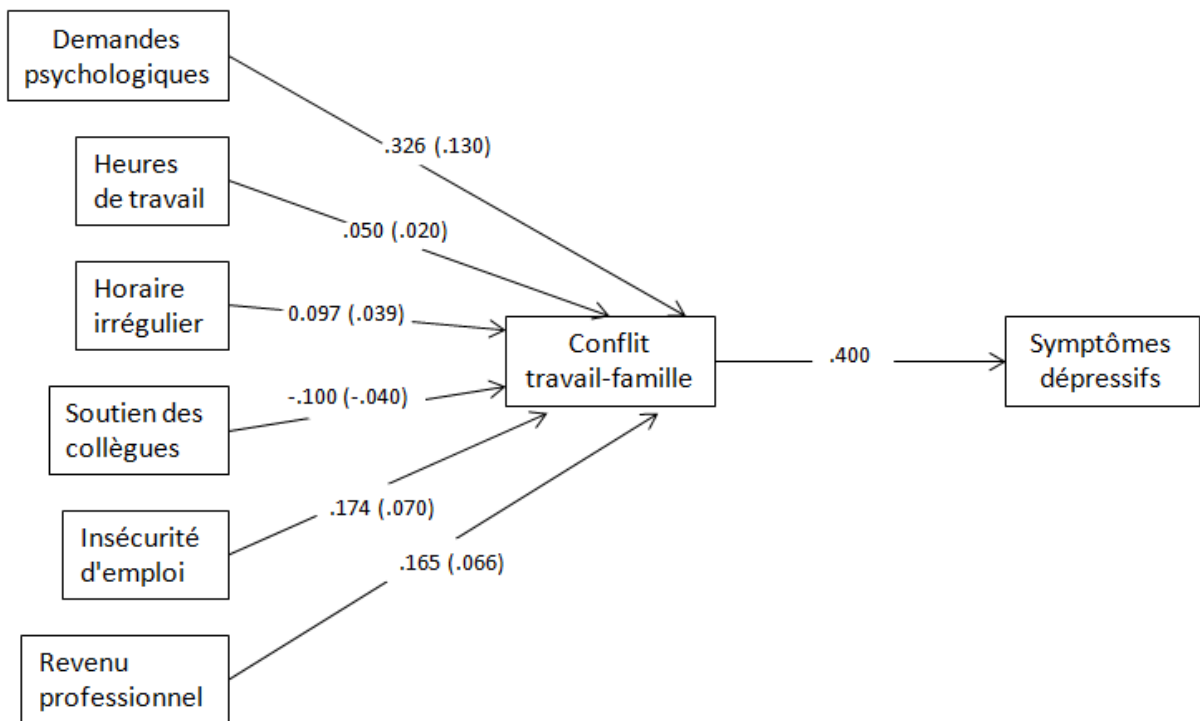 Demandes
psychologiques
.326 (.130)
Heures
de travail
.050 (.020)
Horaire
irrégulier
0.097 (.039)
Conflit
travail-famille
.400
Symptômes
dépressifs
Soutien des
collègues
-.100 (-.040)
.174 (.070)
Insécurité
d'emploi
.165 (.066)
Revenu
professionnel